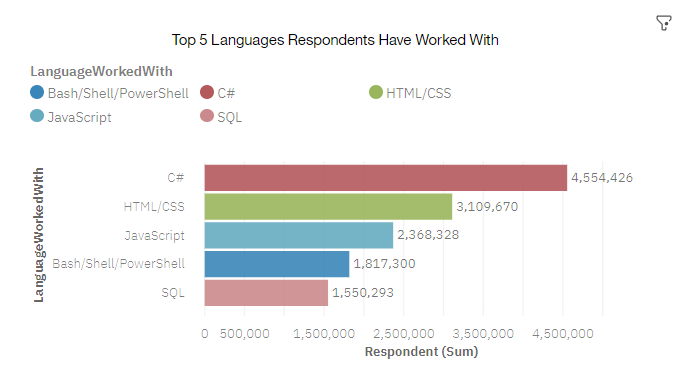 Top 5 Languages Respondents Have Worked With
LanguageWorkedWith
Bash/Shell/PowerShell C# HTML/CSS
JavaScript SQL
LanguageWorkedWith
C# 4,554,426
HTML/CSS 3,109,670
JavaScript 2,368,328
Bash/Shell/PowerShell 1,817,300
SQL 1,550,293
0 500,000 1,500,000 2,500,000 3,500,000 4,500,000
Respondent (Sum)